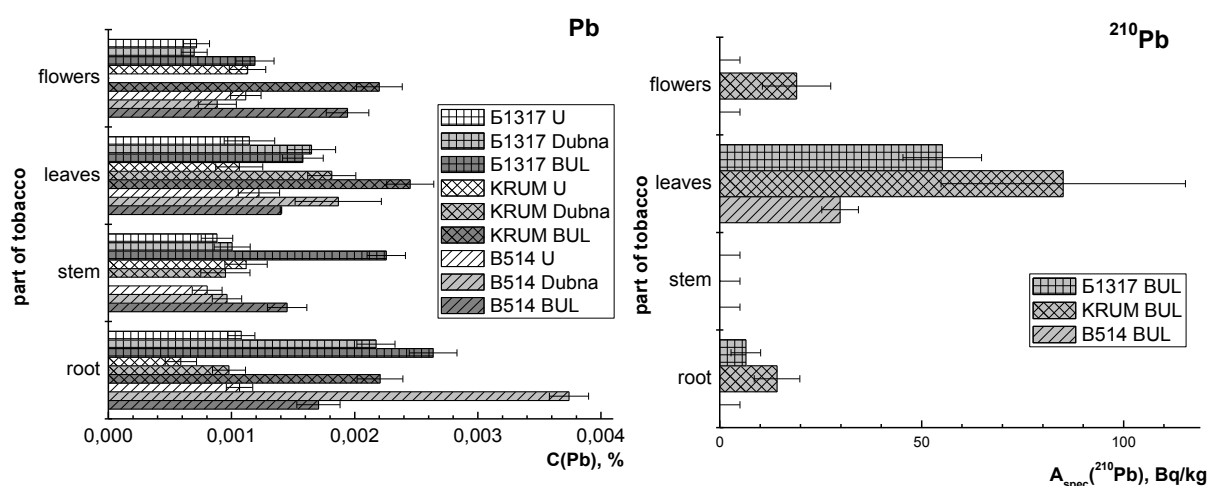 Pb
part of tobacco
flowers
leaves
stem
root
Б1317 U
Б1317 Dubna
Б1317 BUL
KRUM U
KRUM Dubna
KRUM BUL
B514 U
B514 Dubna
B514 BUL
0,000 0,001 0,002 0,003 0,004
C(Pb), %
210Pb
part of tobacco
flowers
leaves
stem
root
Б1317 BUL
KRUM BUL
B514 BUL
0 50 100
Aspec(210Pb), Bq/kg